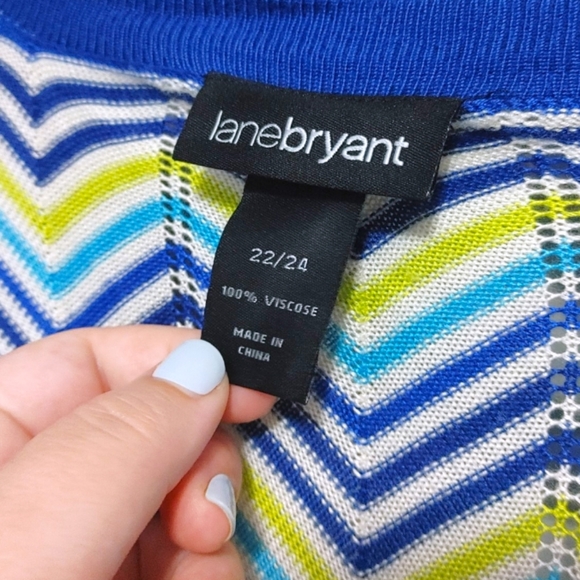 lanebryant
22/24
100% VISCOSE
MADE IN
CHINA